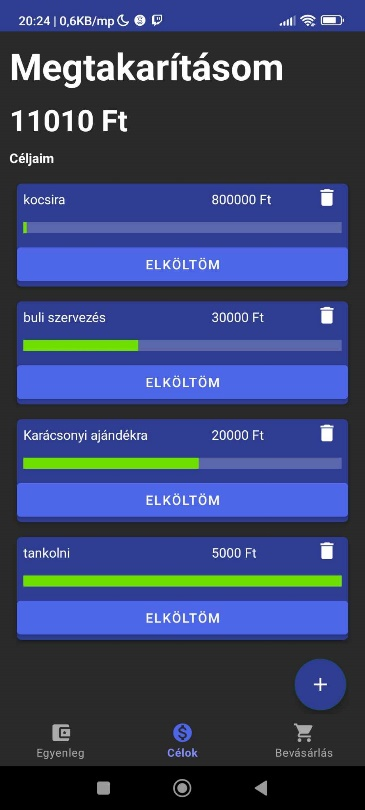 20:24 | 0,6KB/mp
Megtakarításom
11010 Ft
Céljaim
kocsira 800000 Ft
ELKÖLTÖM
buli szervezés 30000 Ft
ELKÖLTÖM
Karácsonyi ajándékra 20000 Ft
ELKÖLTÖM
tankolni 5000 Ft
ELKÖLTÖM
+
Egyenleg Célok Bevásárlás